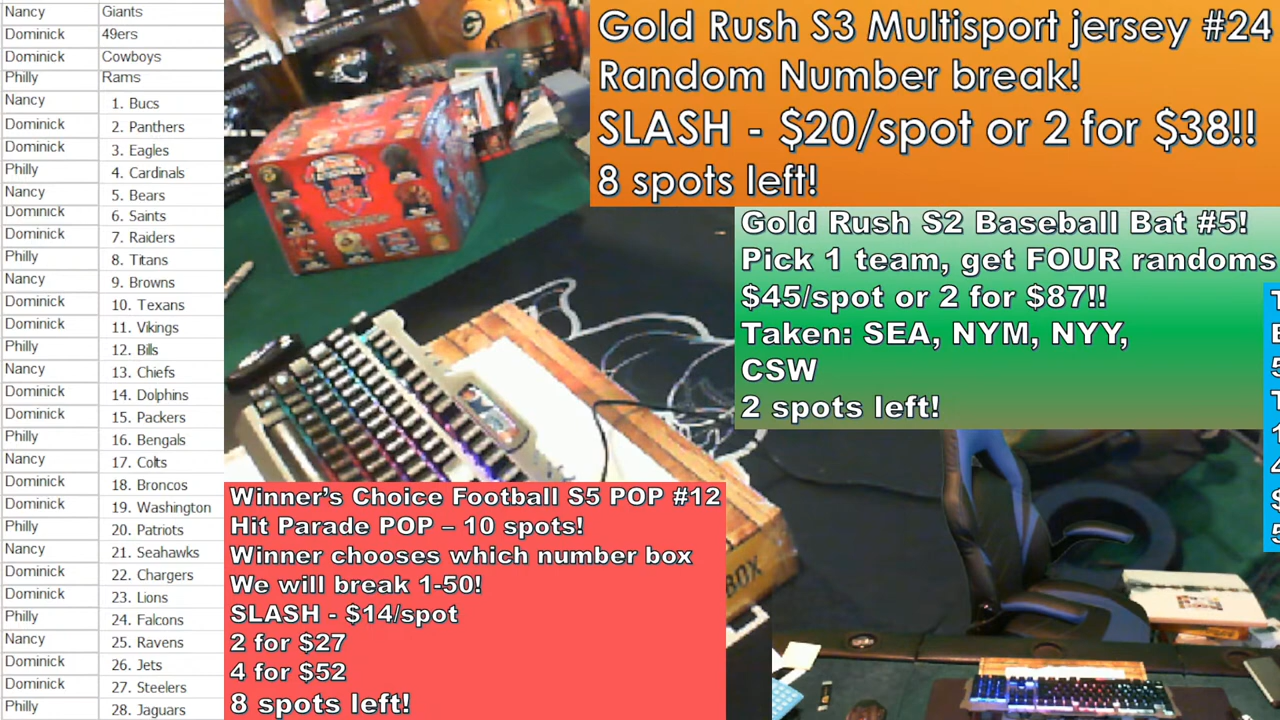 Nancy Giants
Dominick 49ers
Dominick Cowboys
Philly Rams
Nancy 1. Bucs
Dominick 2. Panthers
Dominick 3. Eagles
Philly 4. Cardinals
Nancy 5. Bears
Dominick 6. Saints
Dominick 7. Raiders
Philly 8. Titans
Nancy 9. Browns
Dominick 10. Texans
Dominick 11. Vikings
Philly 12. Bills
Nancy 13. Chiefs
Dominick 14. Dolphins
Dominick 15. Packers
Philly 16. Bengals
Nancy 17. Colts
Dominick 18. Broncos
Dominick 19. Washington
Philly 20. Patriots
Nancy 21. Seahawks
Dominick 22. Chargers
Dominick 23. Lions
Philly 24. Falcons
Nancy 25. Ravens
Dominick 26. Jets
Dominick 27. Steelers
Philly 28. Jaguars
Gold Rush S3 Multisport jersey #24
Random Number break!
SLASH - $20/spot or 2 for $38!!
8 spots left!
Gold Rush S2 Baseball Bat #5!
Pick 1 team, get FOUR randoms
$45/spot or 2 for $87!!
Taken: SEA, NYM, NYY,
CSW
2 spots left!
Winner's Choice Football S5 POP #12
Hit Parade POP – 10 spots!
Winner chooses which number box
We will break 1-50!
SLASH - $14/spot
2 for $27
4 for $52
8 spots left!
BOX